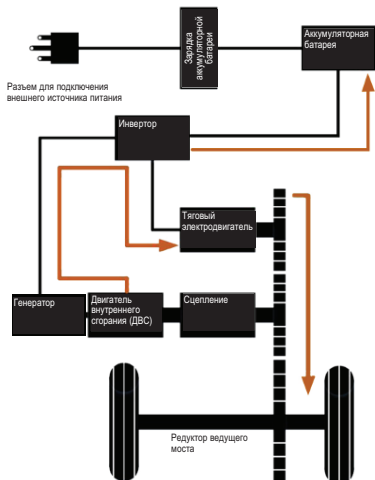 Зарядка
аккумуляторной
батареи
Аккумуляторная
батарея
Разъем для подключения
внешнего источника питания
Инвертор
Тяговый
электродвигатель
Генератор
Двигатель
внутреннего
сгорания (ДВС)
Сцепление
Редуктор ведущего
моста